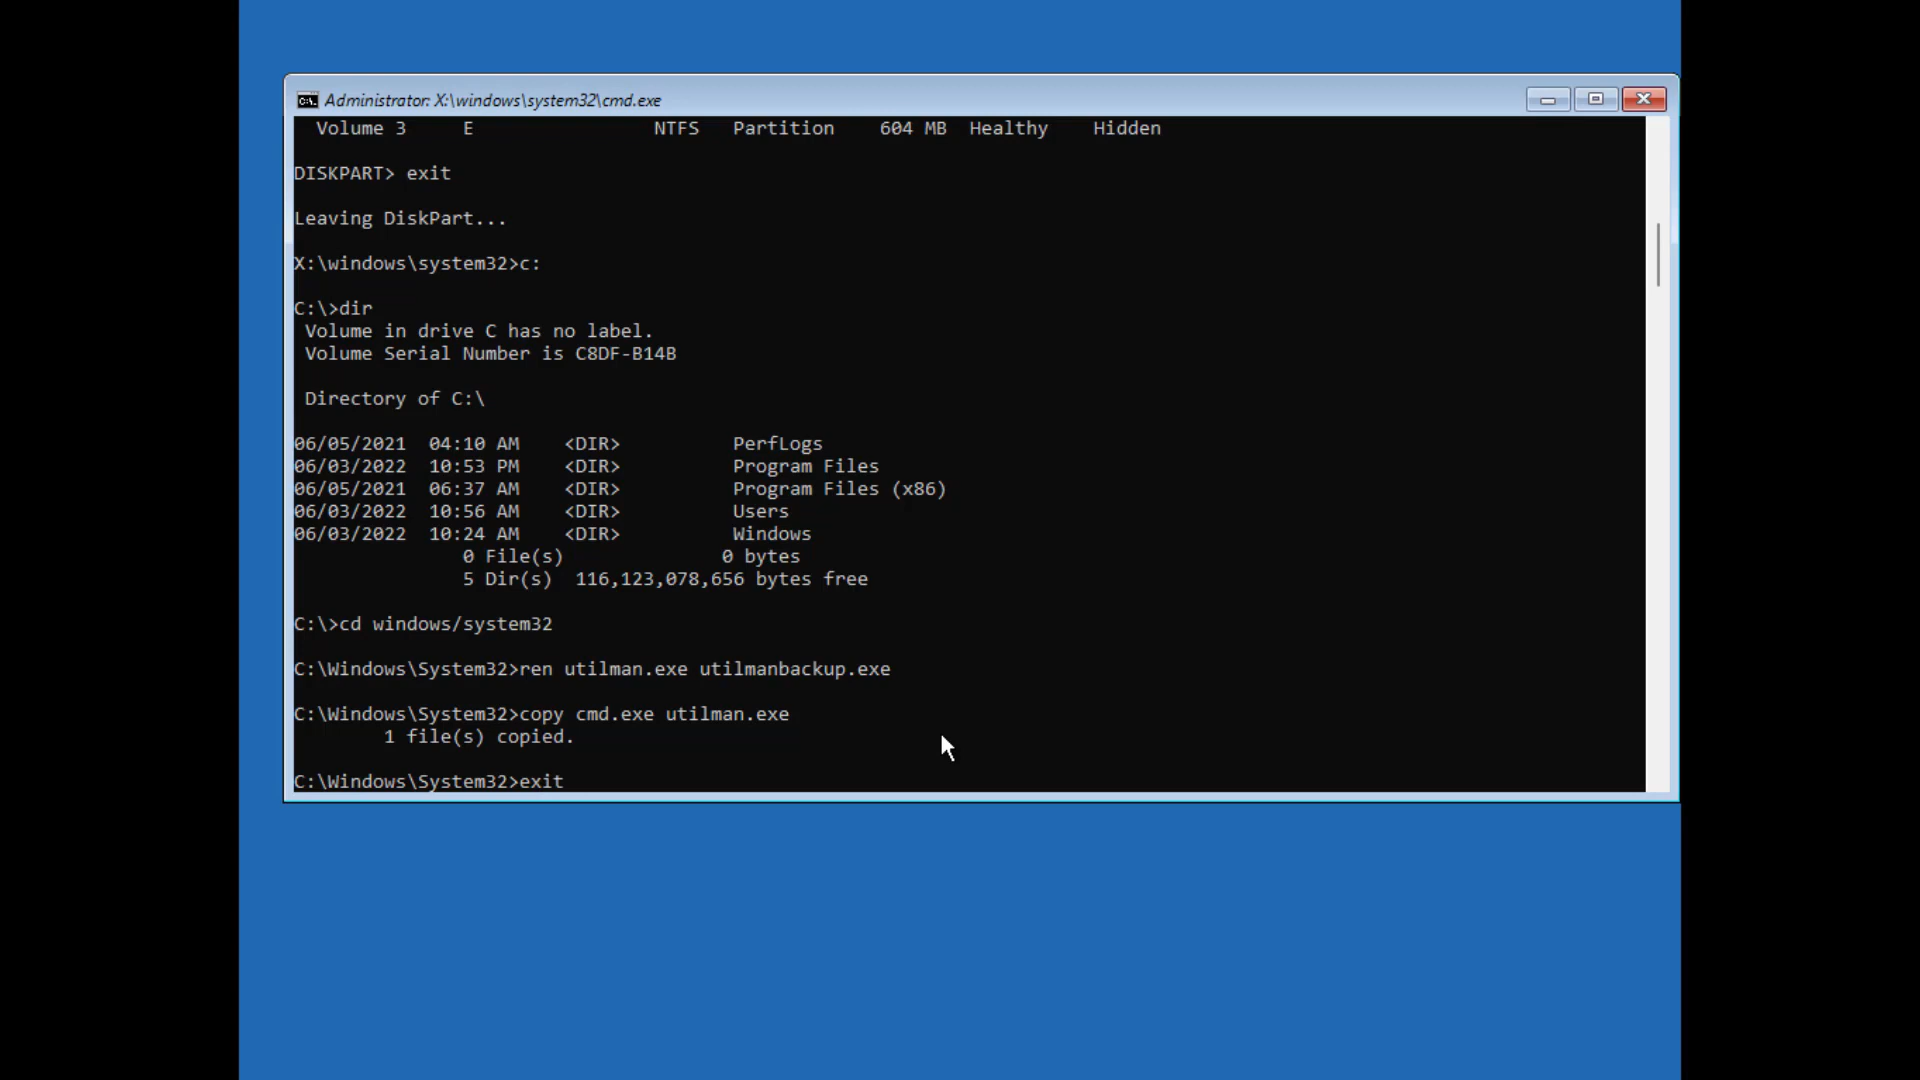 Administrator: X:\windows\system32\cmd.exe
Volume 3 E NTFS Partition 604 MB Healthy Hidden
DISKPART> exit
Leaving DiskPart...
X:\windows\system32>c:
C:\>dir
Volume in drive C has no label.
Volume Serial Number is C8DF-B14B
Directory of C:\
06/05/2021 04:10 AM <DIR> PerfLogs
06/03/2022 10:53 PM <DIR> Program Files
06/05/2021 06:37 AM <DIR> Program Files (x86)
06/03/2022 10:56 AM <DIR> Users
06/03/2022 10:24 AM <DIR> Windows
0 File(s) 0 bytes
5 Dir(s) 116,123,078,656 bytes free
C:\>cd windows/system32
C:\Windows\System32>ren utilman.exe utilmanbackup.exe
C:\Windows\System32>copy cmd.exe utilman.exe
1 file(s) copied.
C:\Windows\System32>exit